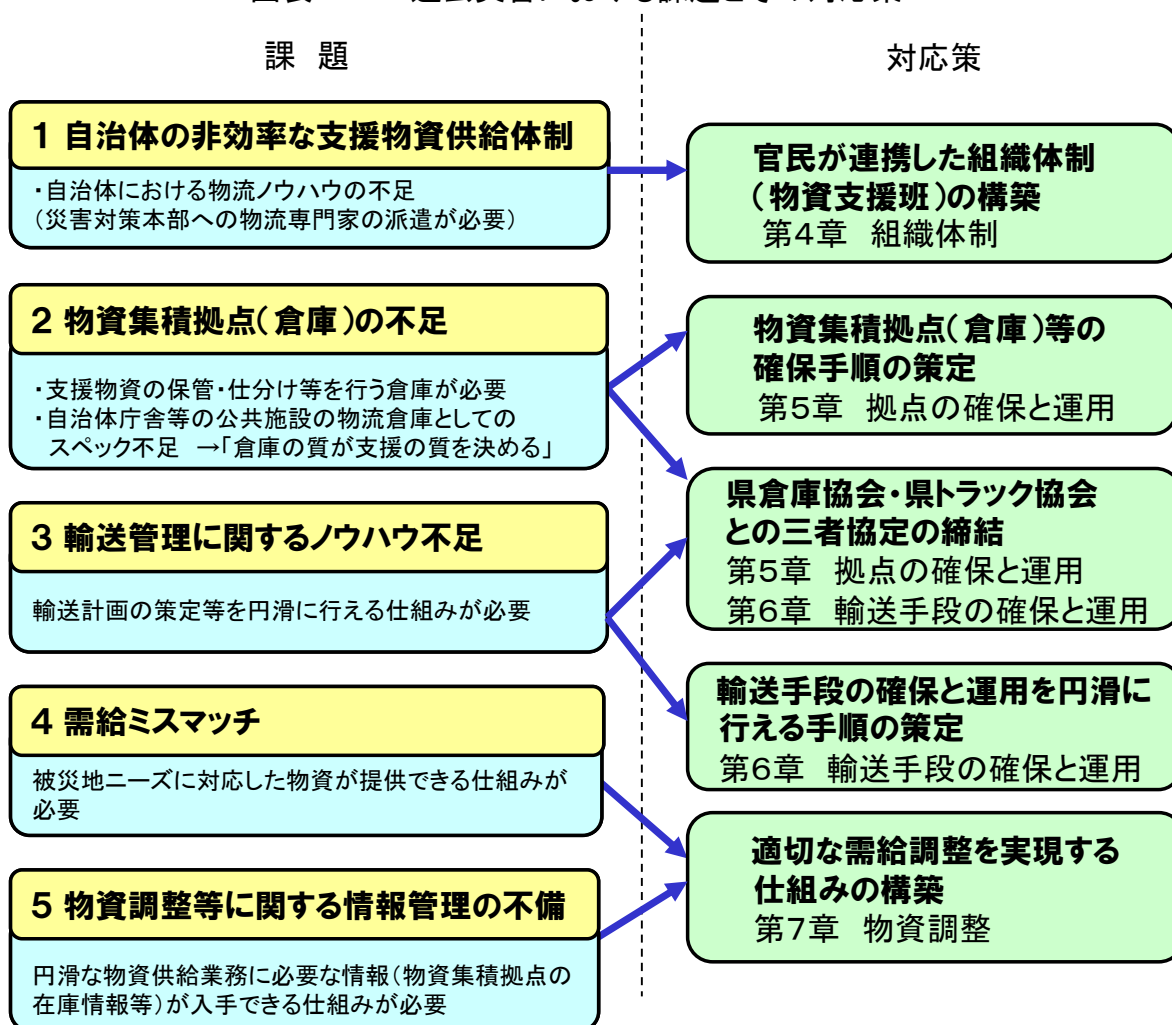 課 題
対応策
1 自治体の非効率な支援物資供給体制
・自治体における物流ノウハウの不足
(災害対策本部への物流専門家の派遣が必要)
2 物資集積拠点(倉庫)の不足
・支援物資の保管・仕分け等を行う倉庫が必要
・自治体庁舎等の公共施設の物流倉庫としての
スペック不足 →「倉庫の質が支援の質を決める」
3 輸送管理に関するノウハウ不足
輸送計画の策定等を円滑に行える仕組みが必要
4 需給ミスマッチ
被災地ニーズに対応した物資が提供できる仕組みが
必要
5 物資調整等に関する情報管理の不備
円滑な物資供給業務に必要な情報(物資集積拠点の
在庫情報等)が入手できる仕組みが必要
官民が連携した組織体制
(物資支援班)の構築
第4章 組織体制
物資集積拠点(倉庫)等の
確保手順の策定
第5章 拠点の確保と運用
県倉庫協会・県トラック協会
との三者協定の締結
第5章 拠点の確保と運用
第6章 輸送手段の確保と運用
輸送手段の確保と運用を円滑に
行える手順の策定
第6章 輸送手段の確保と運用
適切な需給調整を実現する
仕組みの構築
第7章 物資調整